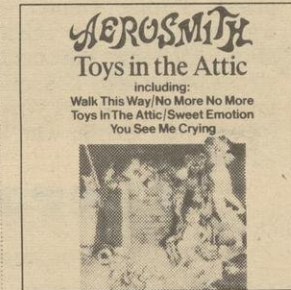 AEROSMITH
Toys in the Attic
including:
Walk This Way/No More No More
Toys In The Attic/Sweet Emotion
You See Me Crying